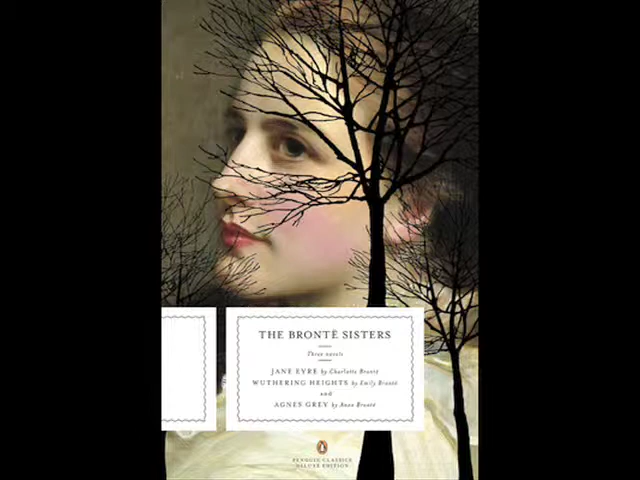 THE BRONTË SISTERS
Three novels
JANE EYRE by Charlotte Brontë
WUTHERING HEIGHTS by Emily Brontë
and
AGNES GREY by Anne Brontë
PENGUIN CLASSICS
DELUXE EDITION